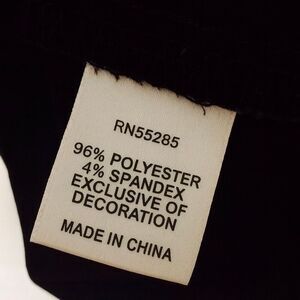 RN55285
96% POLYESTER
4% SPANDEX
EXCLUSIVE OF
DECORATION
MADE IN CHINA